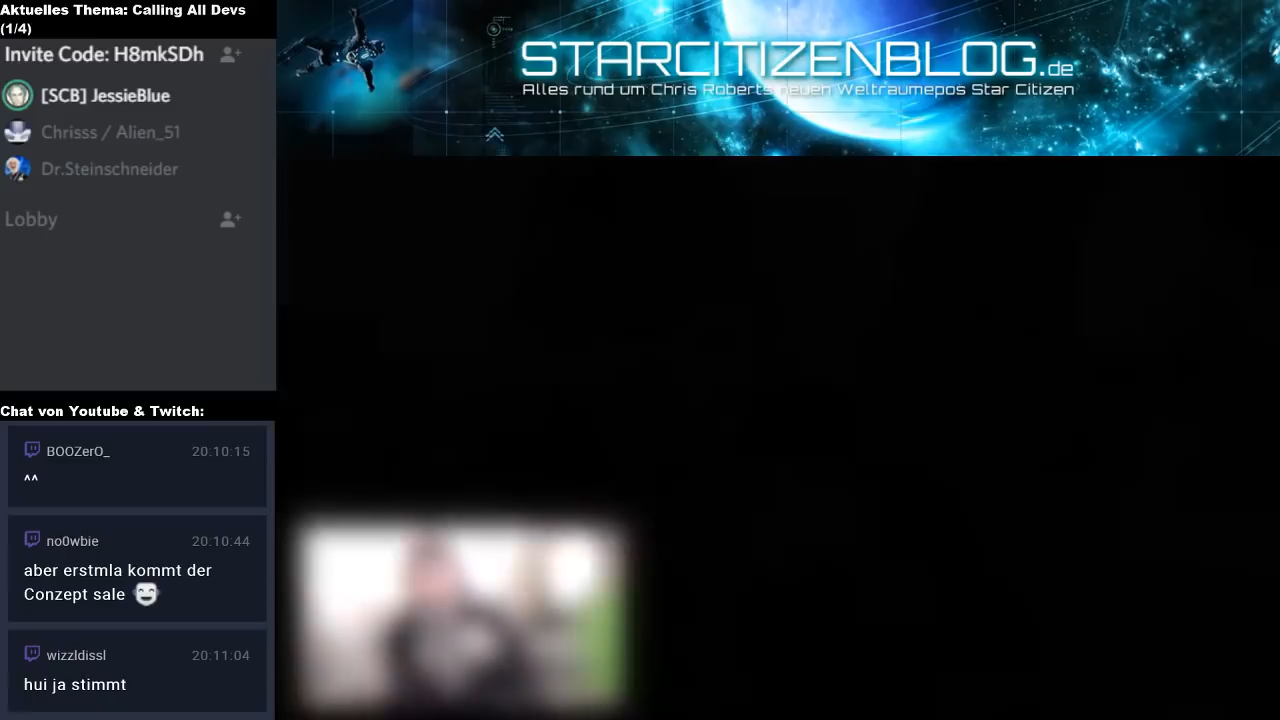 Aktuelles Thema: Calling All Devs
(1/4)
Invite Code: H8mkSDh
[SCB] JessieBlue
Chrisss / Alien_51
Dr.Steinschneider
Lobby
STARCITIZENBLOG.de
Alles rund um Chris Roberts neuen Weltraumepos Star Citizen
Chat von Youtube & Twitch:
BOOZerO_ 20:10:15
^^
no0wbie 20:10:44
aber erstmla kommt der
Conzept sale
wizzldissl 20:11:04
hui ja stimmt